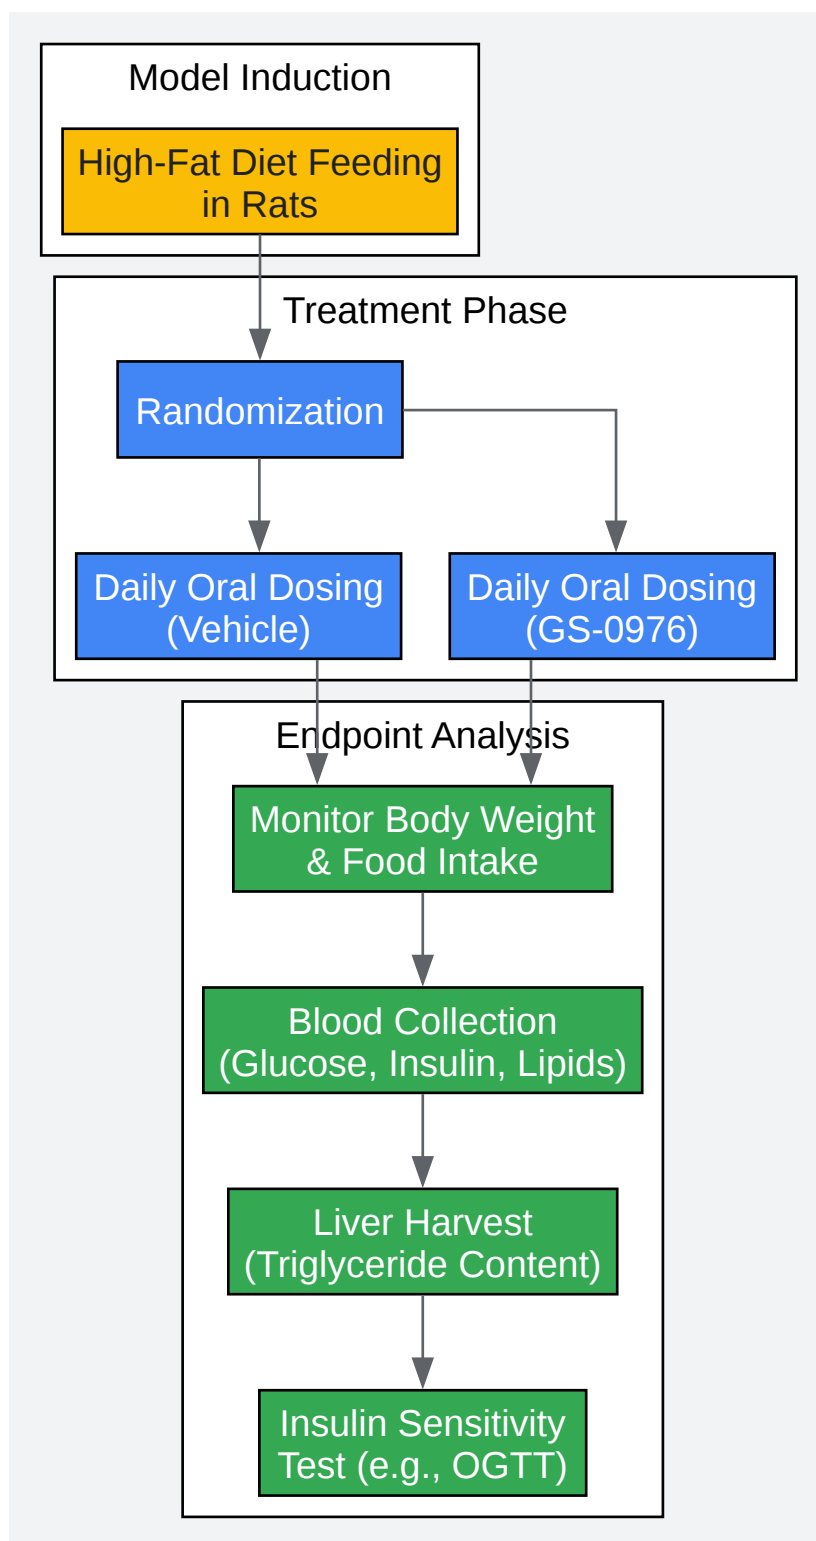 Model Induction
High-Fat Diet Feeding
in Rats
Treatment Phase
Randomization
Daily Oral Dosing
(Vehicle)
Daily Oral Dosing
(GS-0976)
Endpoint Analysis
Monitor Body Weight
& Food Intake
Blood Collection
(Glucose, Insulin, Lipids)
Liver Harvest
(Triglyceride Content)
Insulin Sensitivity
Test (e.g., OGTT)